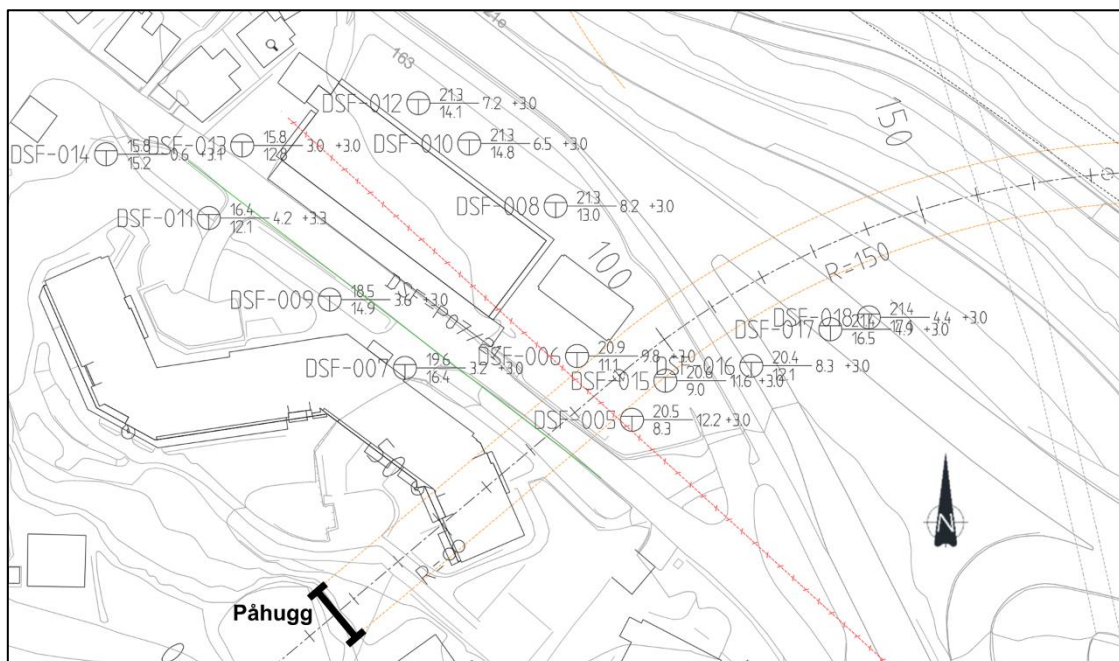 21e
163
DSF-012 21.3 14.1 7.2 +3.0
150
DSF-014 15.8 15.2 0.6 +3.1
DSF-013 15.8 12.8 3.0 +3.0
DSF-010 21.3 14.8 6.5 +3.0
DSF-011 16.4 12.1 4.2 +3.3
DSF-008 21.3 13.0 8.2 +3.0
100
R=150
DSF-009 18.5 14.9 3.6 +3.0
DSF-018 21.4 4.4 +3.0
DSF-017 16.5 4.9 +3.0
DSF-006 20.9 11.1 9.8 +3.0
DSF-007 19.6 16.4 3.2 +3.0
DSF-016 20.4 12.1 8.3 +3.0
DSF-015 20.6 9.0 11.6 +3.0
DSF-005 20.5 8.3 12.2 +3.0
N
R=
Påhugg